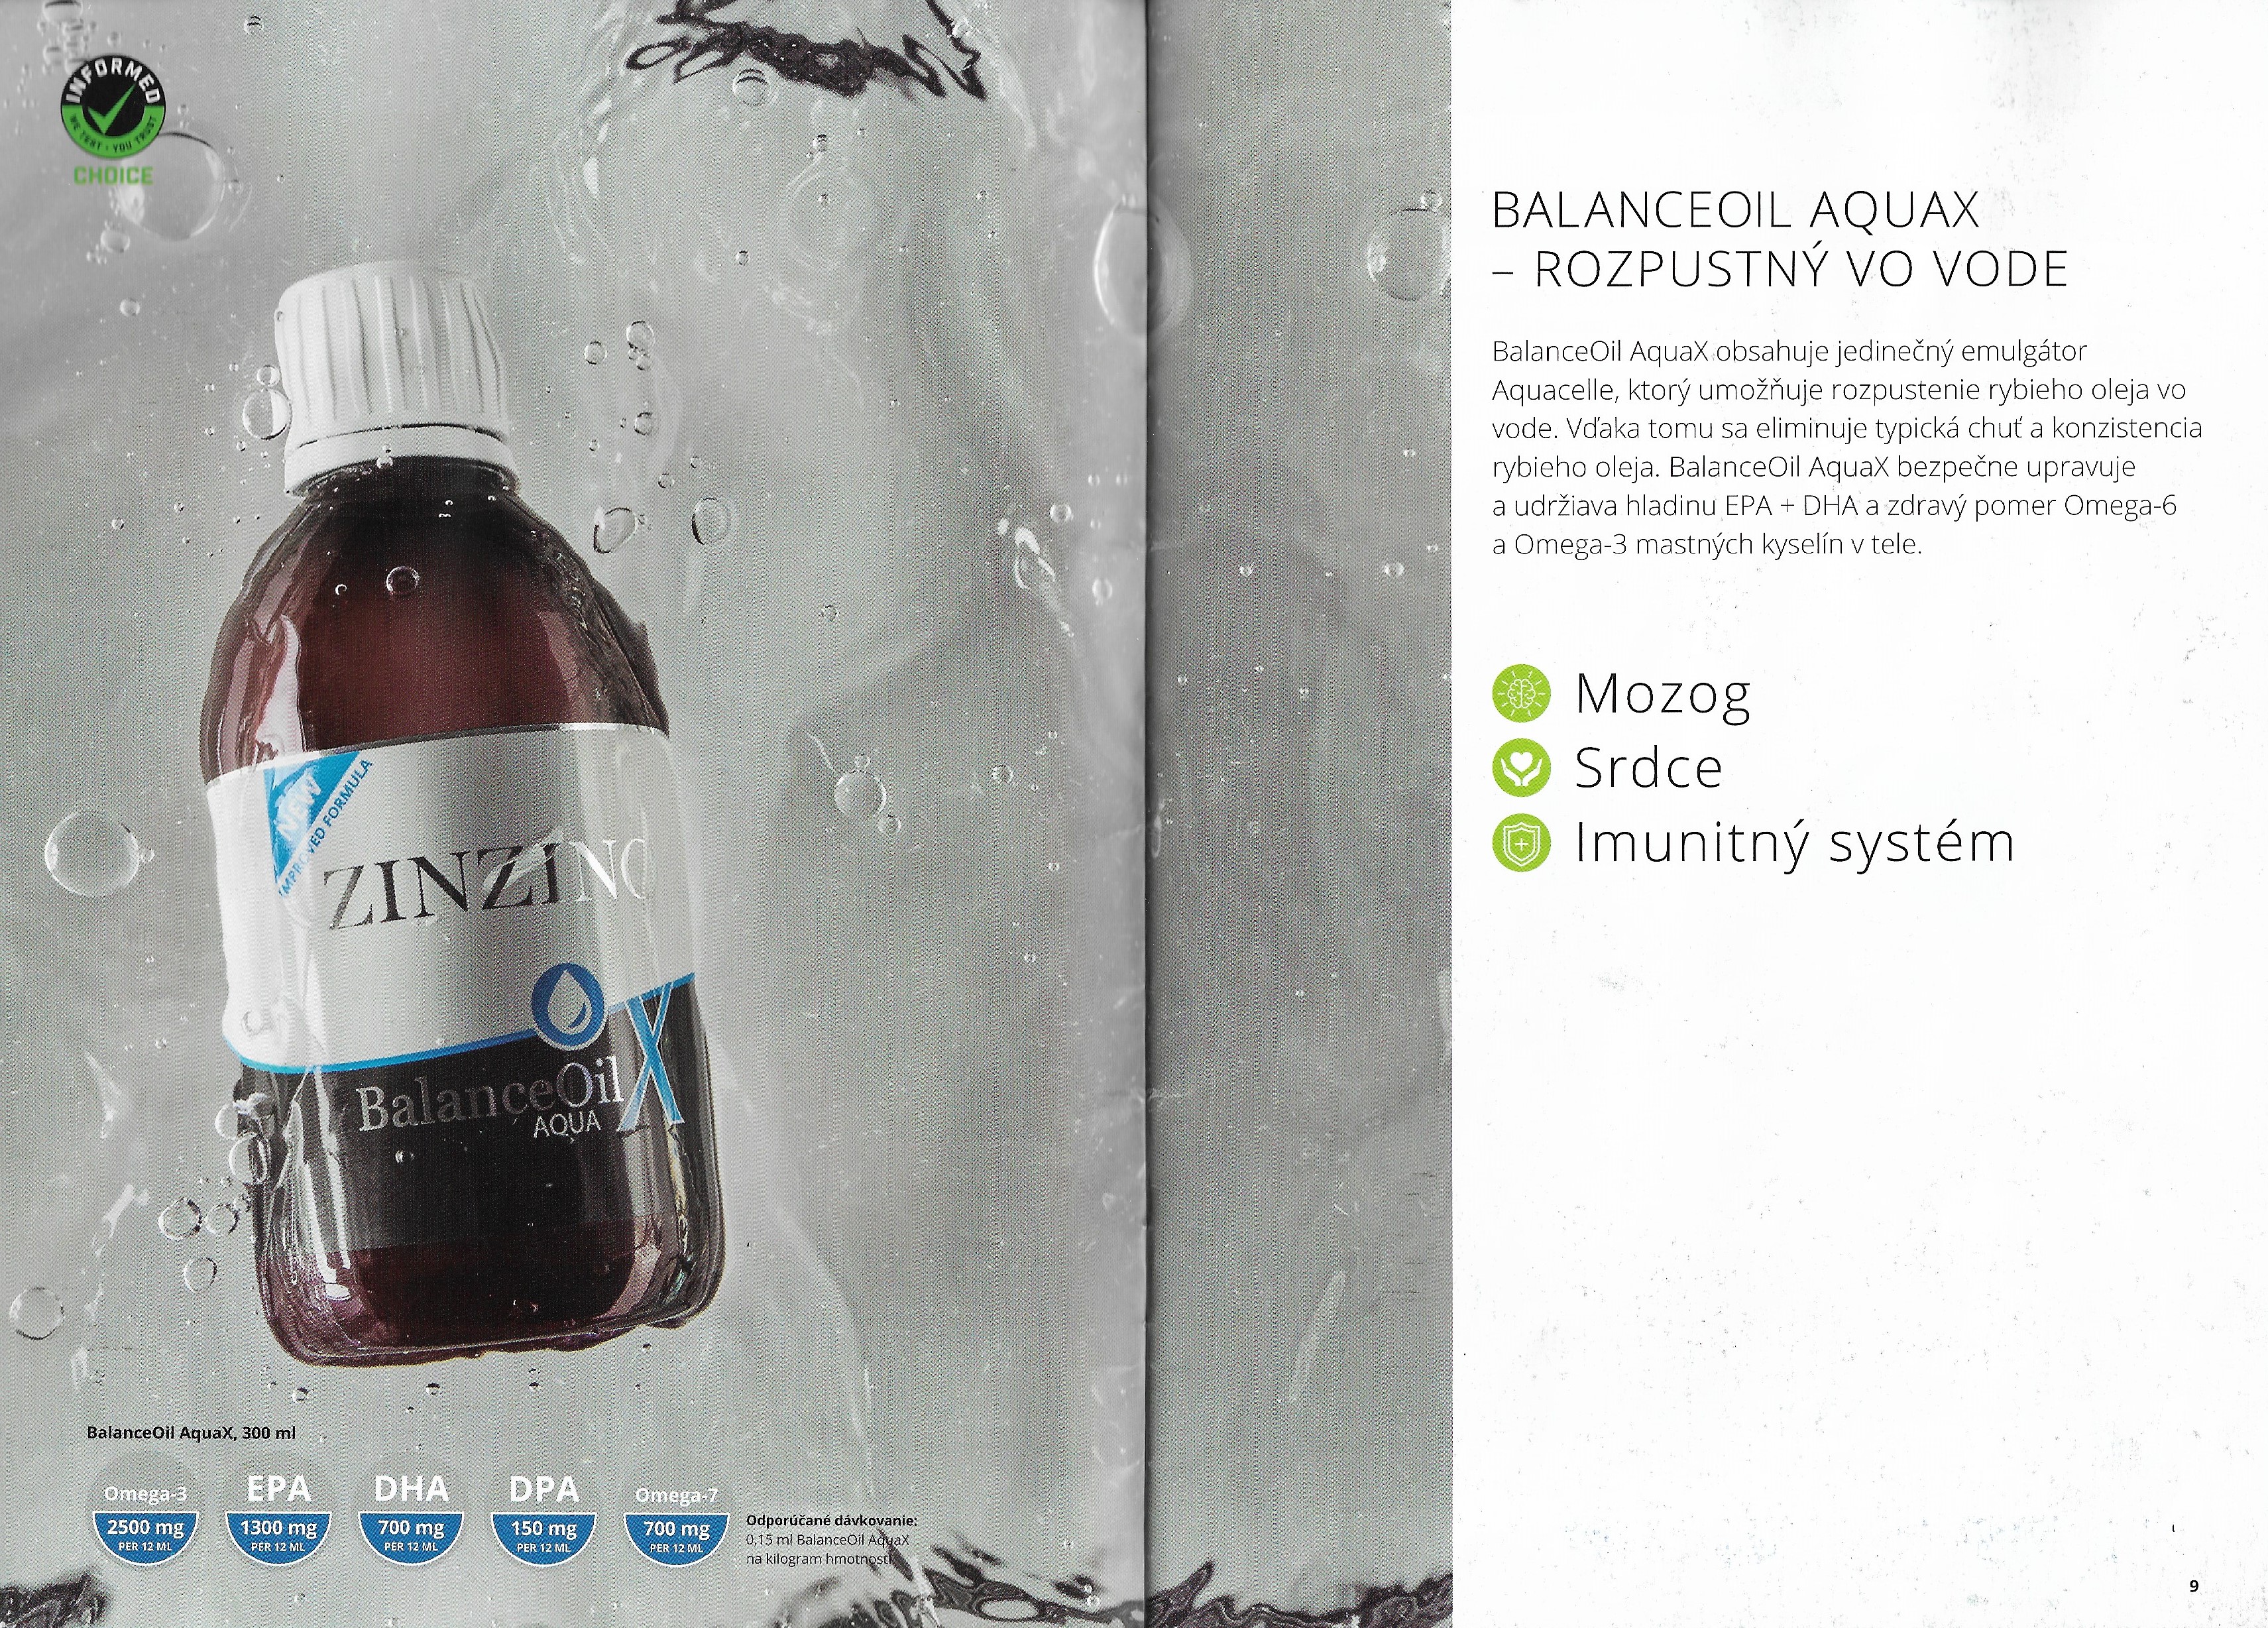 INFORMED
WE TEST · YOU TRUST
CHOICE
NEW
IMPROVED FORMULA
ZINZINO
BalanceOil X
AQUA
BalanceOil AquaX, 300 ml
Omega-3
2500 mg
PER 12 ML
EPA
1300 mg
PER 12 ML
DHA
700 mg
PER 12 ML
DPA
150 mg
PER 12 ML
Omega-7
700 mg
PER 12 ML
Odporúčané dávkovanie:
0,15 ml BalanceOil AquaX
na kilogram hmotnosti.
BALANCEOIL AQUAX
– ROZPUSTNÝ VO VODE
BalanceOil AquaX obsahuje jedinečný emulgátor
Aquacelle, ktorý umožňuje rozpustenie rybieho oleja vo
vode. Vďaka tomu sa eliminuje typická chuť a konzistencia
rybieho oleja. BalanceOil AquaX bezpečne upravuje
a udržiava hladinu EPA + DHA a zdravý pomer Omega-6
a Omega-3 mastných kyselín v tele.
Mozog
Srdce
Imunitný systém
9